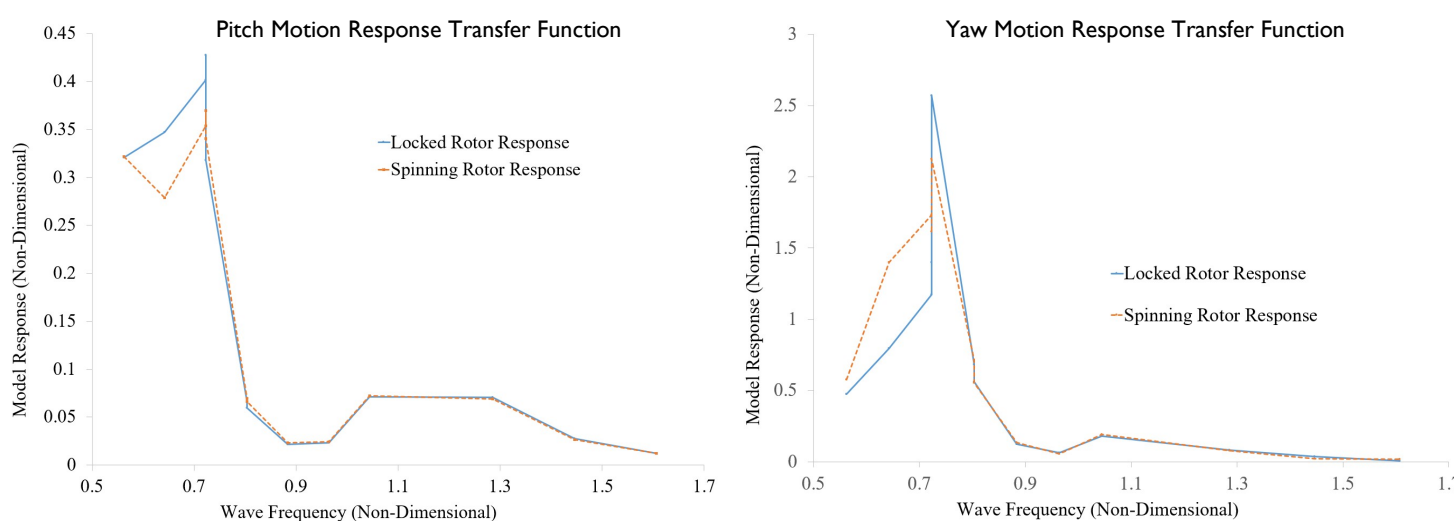 Pitch Motion Response Transfer Function
0.45
0.4
0.35
0.3
0.25
0.2
0.15
0.1
0.05
0
0.5 0.7 0.9 1.1 1.3 1.5 1.7
Model Response (Non-Dimensional)
Wave Frequency (Non-Dimensional)
Locked Rotor Response
Spinning Rotor Response
Yaw Motion Response Transfer Function
3
2.5
2
1.5
1
0.5
0
0.5 0.7 0.9 1.1 1.3 1.5 1.7
Model Response (Non-Dimensional)
Wave Frequency (Non-Dimensional)
Locked Rotor Response
Spinning Rotor Response